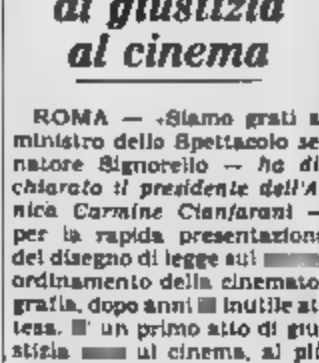 di giustizia
al cinema
ROMA — «Siamo grati a
ministro dello Spettacolo se
natore Signorello — ha di
chiarato il presidente dell'A
nica Carmine Cianfarani —
per la rapida presentazione
del disegno di legge sul
ordinamento della cinemato
grafia, dopo anni inutile at
tesa. un primo atto di giu
stizia ul cinema, al più